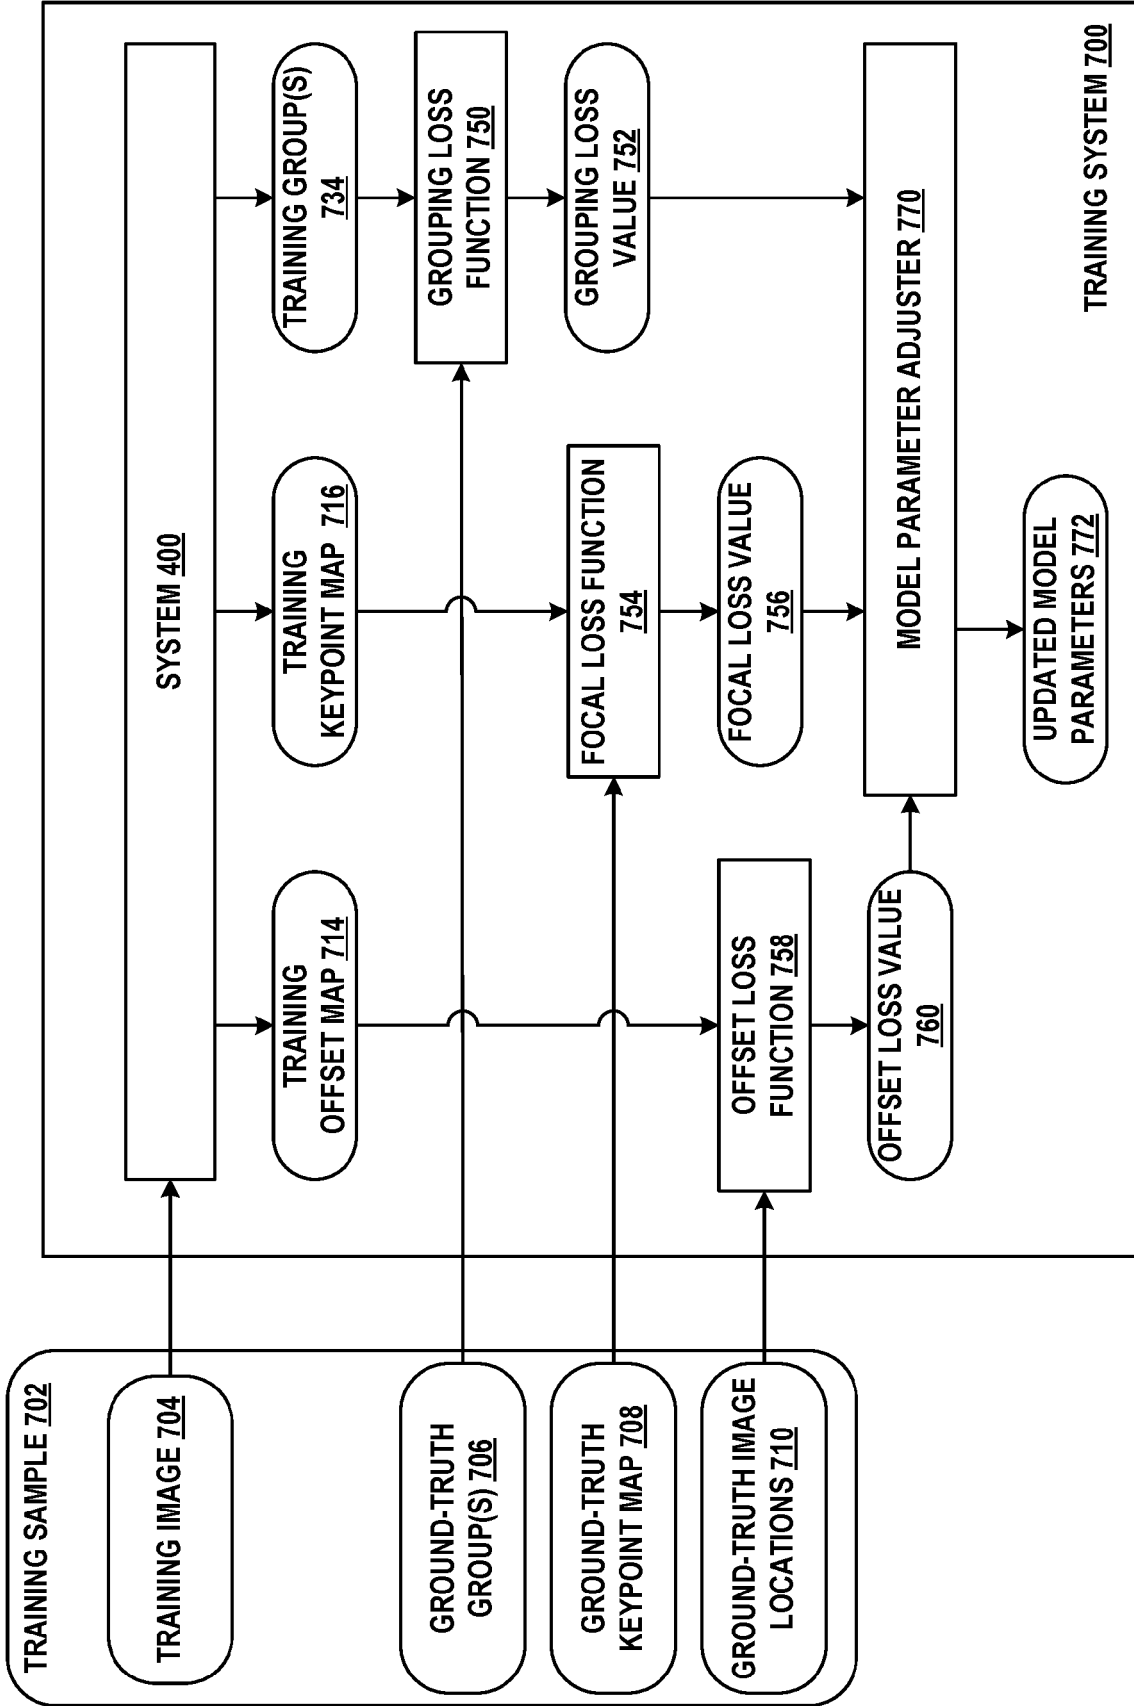 TRAINING SAMPLE 702
TRAINING IMAGE 704
GROUND-TRUTH
GROUP(S) 706
GROUND-TRUTH
KEYPOINT MAP 708
GROUND-TRUTH IMAGE
LOCATIONS 710
SYSTEM 400
TRAINING
OFFSET MAP 714
TRAINING
KEYPOINT MAP 716
TRAINING GROUP(S)
734
GROUPING LOSS
FUNCTION 750
GROUPING LOSS
VALUE 752
FOCAL LOSS FUNCTION
754
FOCAL LOSS VALUE
756
OFFSET LOSS
FUNCTION 758
OFFSET LOSS VALUE
760
MODEL PARAMETER ADJUSTER 770
UPDATED MODEL
PARAMETERS 772
TRAINING SYSTEM 700